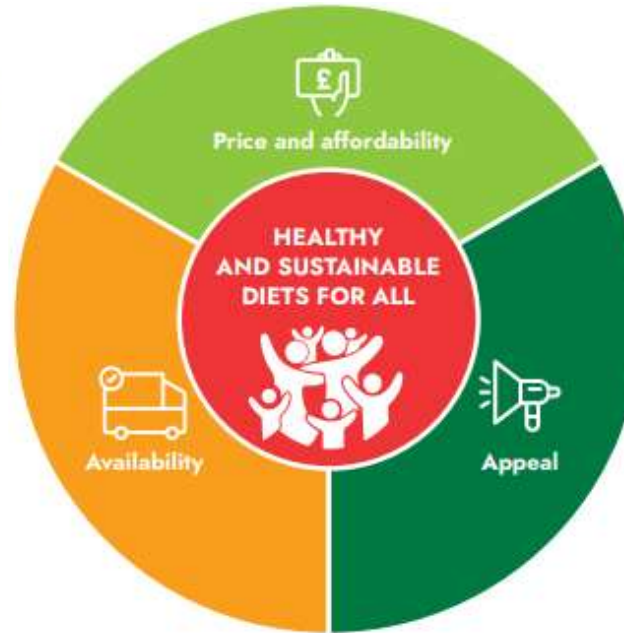 £
Price and affordability
HEALTHY
AND SUSTAINABLE
DIETS FOR ALL
Availability
Appeal